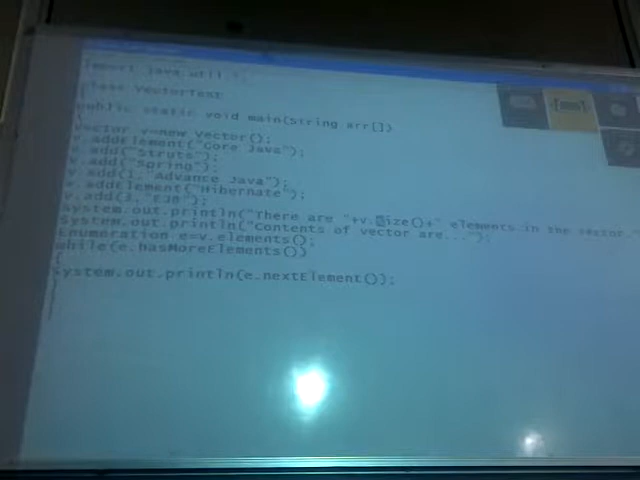 import java.util.*;
class VectorTest
{
public static void main(String arr[])
{
Vector v=new Vector();
v.addElement("Core Java");
v.add("Struts");
v.add("Spring");
v.add(1,"Advance Java");
v.addElement("Hibernate");
v.add(3,"EJB");
System.out.println("There are "+v.size()+" elements in the vector."
System.out.println("Contents of vector are...");
Enumeration e=v.elements();
while(e.hasMoreElements())
{
System.out.println(e.nextElement());
}
}
}